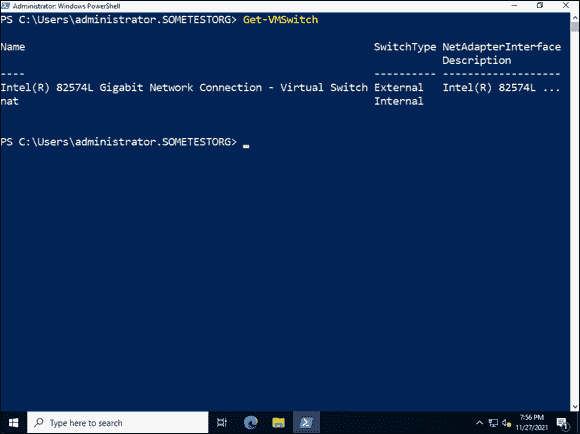 Administrator: Windows PowerShell
PS C:\Users\administrator.SOMETESTORG> Get-VMSwitch
Name SwitchType NetAdapterInterface
Description
---- ---------- -------------------
Intel(R) 82574L Gigabit Network Connection - Virtual Switch External Intel(R) 82574L ...
nat Internal
PS C:\Users\administrator.SOMETESTORG>
Type here to search
7:56 PM
11/27/2021
1